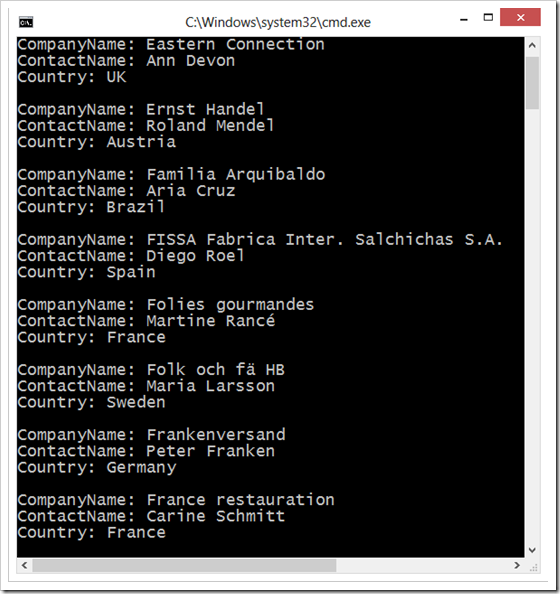 C:\Windows\system32\cmd.exe
CompanyName: Eastern Connection
ContactName: Ann Devon
Country: UK
CompanyName: Ernst Handel
ContactName: Roland Mendel
Country: Austria
CompanyName: Familia Arquibaldo
ContactName: Aria Cruz
Country: Brazil
CompanyName: FISSA Fabrica Inter. Salchichas S.A.
ContactName: Diego Roel
Country: Spain
CompanyName: Folies gourmandes
ContactName: Martine Rancé
Country: France
CompanyName: Folk och fä HB
ContactName: Maria Larsson
Country: Sweden
CompanyName: Frankenversand
ContactName: Peter Franken
Country: Germany
CompanyName: France restauration
ContactName: Carine Schmitt
Country: France